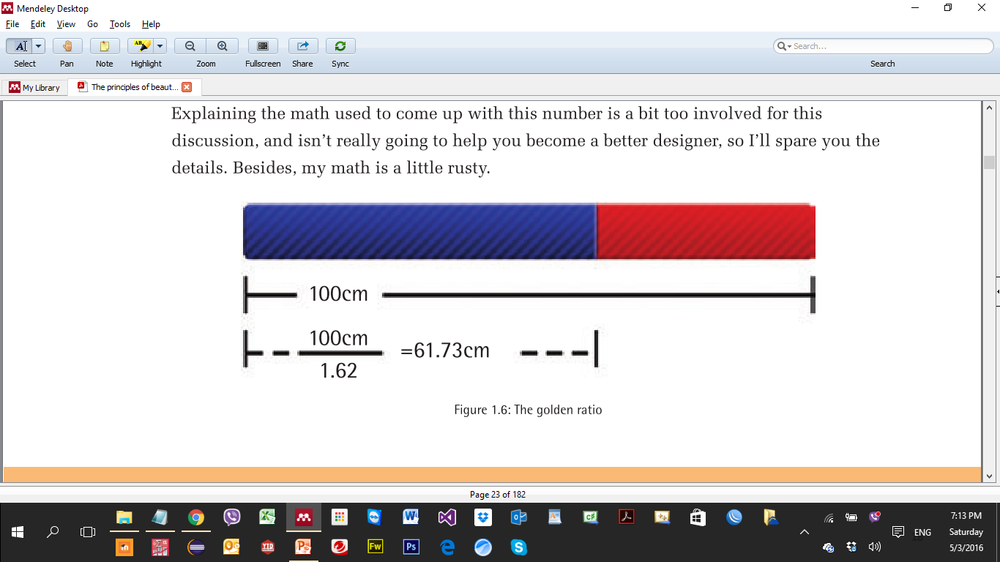 Mendeley Desktop
File Edit View Go Tools Help
Select Pan Note Highlight Zoom Fullscreen Share Sync
Search...
Search
My Library
The principles of beaut...
Explaining the math used to come up with this number is a bit too involved for this
discussion, and isn’t really going to help you become a better designer, so I’ll spare you the
details. Besides, my math is a little rusty.
100cm
100cm
=61.73cm
1.62
Figure 1.6: The golden ratio
Page 23 of 182
7:13 PM
ENG
Saturday
5/3/2016